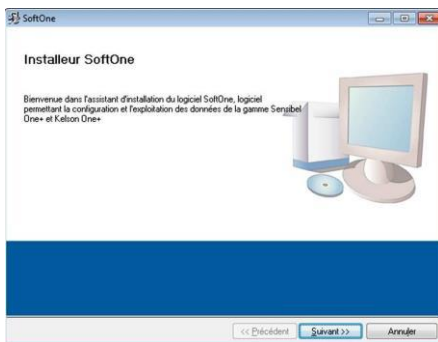 SoftOne
Installeur SoftOne
Bienvenue dans l'assistant d'installation du logiciel SoftOne, logiciel
permettant la configuration et l'exploitation des données de la gamme Sensibel
One+ et Kelson One+
<< Précédent
Suivant >>
Annuler